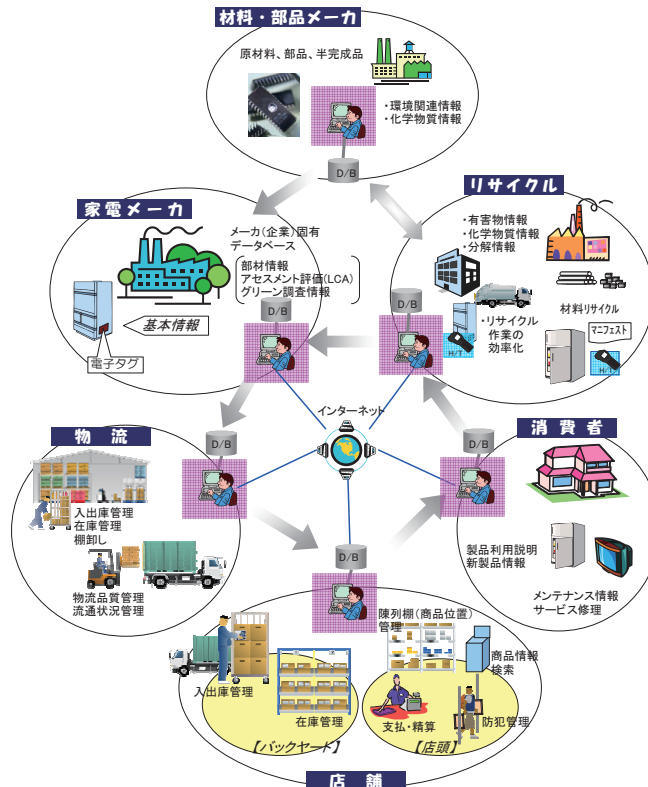 材料・部品メーカ
原材料、部品、半完成品
・環境関連情報
・化学物質情報
D/B
家電メーカ
メーカ(企業)固有
データベース
部材情報
アセスメント評価(LCA)
グリーン調査情報
D/B
基本情報
電子タグ
リサイクル
・有害物情報
・化学物質情報
・分解情報
D/B
・リサイクル
作業の
効率化
H/T
材料リサイクル
マニフェスト
H/T
インターネット
物 流
D/B
入出庫管理
在庫管理
棚卸し
物流品質管理
流通状況管理
消 費 者
D/B
製品利用説明
新製品情報
メンテナンス情報
サービス修理
D/B
陳列棚(商品位置)
管理
商品情報
検索
入出庫管理
在庫管理
【バックヤード】
支払・精算
防犯管理
【店頭】
店 舗